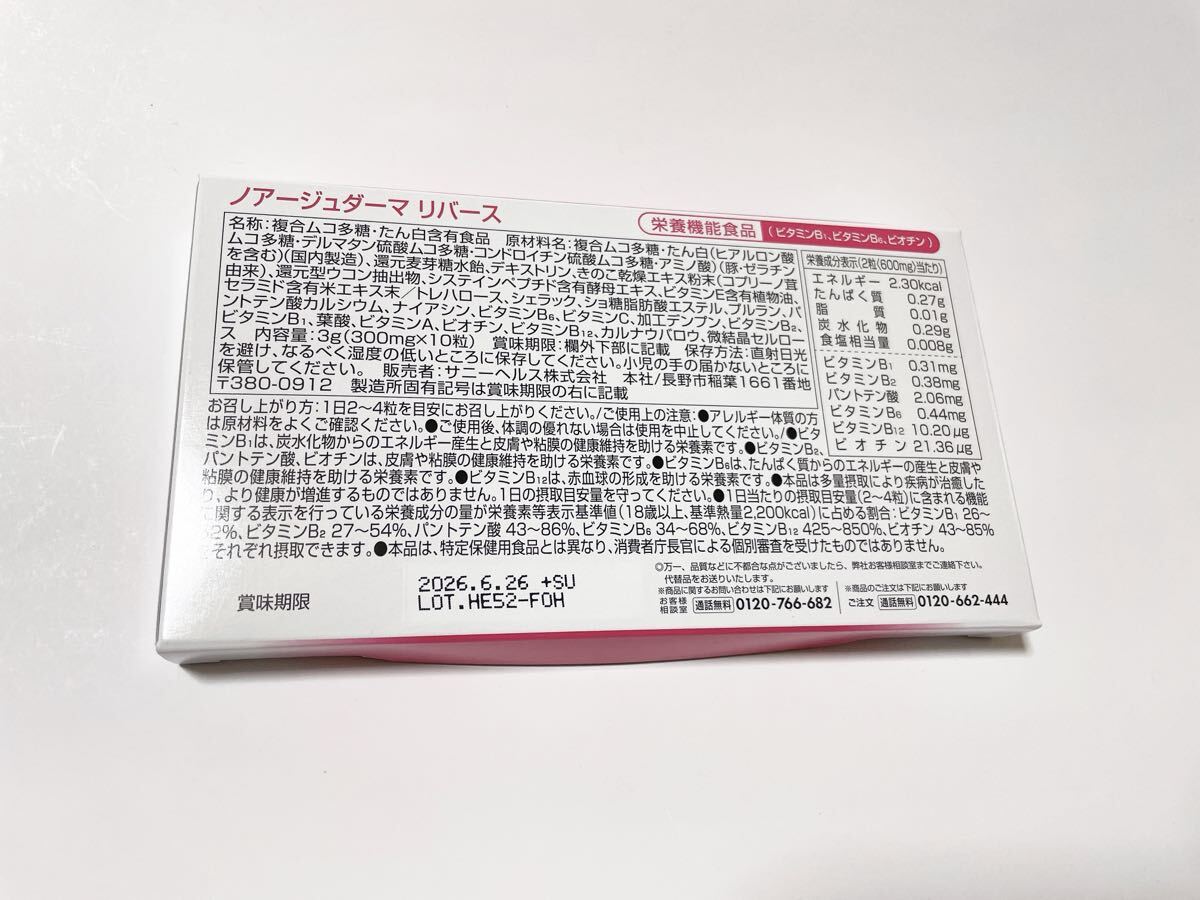 ノアージュダーマ リバース
栄養機能食品 (ビタミンB₁、ビタミンB₆、ビオチン)
名称:複合ムコ多糖・たん白含有食品 原材料名:複合ムコ多糖・たん白(ヒアルロン酸
ムコ多糖・デルマタン硫酸ムコ多糖・コンドロイチン硫酸ムコ多糖・アミノ酸)(豚・ゼラチン
を含む)(国内製造)、還元麦芽糖水飴、デキストリン、きのこ乾燥エキス粉末(コプリーノ茸
由来)、還元型ウコン抽出物、システインペプチド含有酵母エキス、ビタミンE含有植物油、
セラミド含有米エキス末/トレハロース、シェラック、ショ糖脂肪酸エステル、プルラン、パ
ントテン酸カルシウム、ナイアシン、ビタミンB₆、ビタミンC、加工デンプン、ビタミンB₂、
ビタミンB₁、葉酸、ビタミンA、ビオチン、ビタミンB₁₂、カルナウバロウ、微結晶セルロー
ス 内容量:3g(300mg×10粒) 賞味期限:欄外下部に記載 保存方法:直射日光
を避け、なるべく湿度の低いところに保存してください。小児の手の届かないところに
保管してください。 販売者:サニーヘルス株式会社 本社/長野市稲葉1661番地
〒380-0912 製造所固有記号は賞味期限の右に記載
栄養成分表示(2粒(600mg)当たり)
エネルギー 2.30kcal
たんぱく質 0.27g
脂質 0.01g
炭水化物 0.29g
食塩相当量 0.008g
ビタミンB₁ 0.31mg
ビタミンB₂ 0.38mg
パントテン酸 2.06mg
ビタミンB₆ 0.44mg
ビタミンB₁₂ 10.20μg
ビオチン 21.36μg
お召し上がり方:1日2~4粒を目安にお召し上がりください。/ご使用上の注意:●アレルギー体質の方
は原材料をよくご確認ください。●ご使用後、体調の優れない場合は使用を中止してください。/●ビタ
ミンB₁は、炭水化物からのエネルギー産生と皮膚や粘膜の健康維持を助ける栄養素です。●ビタミンB₂、
パントテン酸、ビオチンは、皮膚や粘膜の健康維持を助ける栄養素です。●ビタミンB₆は、たんぱく質からのエネルギーの産生と皮膚や
粘膜の健康維持を助ける栄養素です。●ビタミンB₁₂は、赤血球の形成を助ける栄養素です。●本品は多量摂取により疾病が治癒した
り、より健康が増進するものではありません。1日の摂取目安量を守ってください。●1日当たりの摂取目安量(2~4粒)に含まれる機能
に関する表示を行っている栄養成分の量が栄養素等表示基準値(18歳以上、基準熱量2,200kcal)に占める割合:ビタミンB₁ 26~
52%、ビタミンB₂ 27~54%、パントテン酸 43~86%、ビタミンB₆ 34~68%、ビタミンB₁₂ 425~850%、ビオチン 43~85%
をそれぞれ摂取できます。●本品は、特定保健用食品とは異なり、消費者庁長官による個別審査を受けたものではありません。
賞味期限
2026.6.26 +SU
LOT.HE52-FOH
◎万一、品質などに不都合な点がございましたら、弊社お客様相談室までご連絡下さい。
代替品をお送りいたします。
※商品に関するお問い合わせは下記にお願いします
お客様相談室 通話無料 0120-766-682
※商品のご注文は下記にお願いします
ご注文 通話無料 0120-662-444